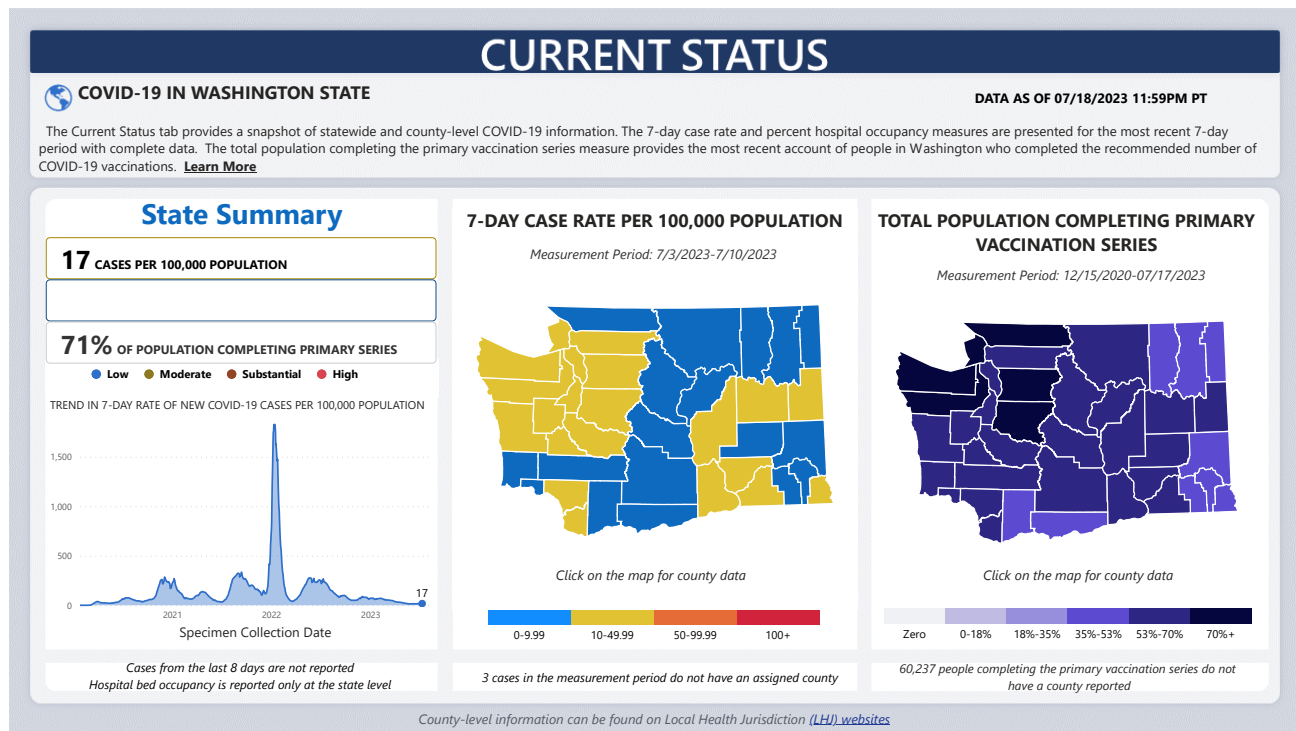 CURRENT STATUS
COVID-19 IN WASHINGTON STATE
DATA AS OF 07/18/2023 11:59PM PT
The Current Status tab provides a snapshot of statewide and county-level COVID-19 information. The 7-day case rate and percent hospital occupancy measures are presented for the most recent 7-day
period with complete data. The total population completing the primary vaccination series measure provides the most recent account of people in Washington who completed the recommended number of
COVID-19 vaccinations. Learn More
State Summary
17 CASES PER 100,000 POPULATION
71% OF POPULATION COMPLETING PRIMARY SERIES
Low Moderate Substantial High
TREND IN 7-DAY RATE OF NEW COVID-19 CASES PER 100,000 POPULATION
1,500
1,000
500
0
17
2021 2022 2023
Specimen Collection Date
Cases from the last 8 days are not reported
Hospital bed occupancy is reported only at the state level
7-DAY CASE RATE PER 100,000 POPULATION
Measurement Period: 7/3/2023-7/10/2023
Click on the map for county data
0-9.99 10-49.99 50-99.99 100+
3 cases in the measurement period do not have an assigned county
TOTAL POPULATION COMPLETING PRIMARY
VACCINATION SERIES
Measurement Period: 12/15/2020-07/17/2023
Click on the map for county data
Zero 0-18% 18%-35% 35%-53% 53%-70% 70%+
60,237 people completing the primary vaccination series do not
have a county reported
County-level information can be found on Local Health Jurisdiction (LHJ) websites